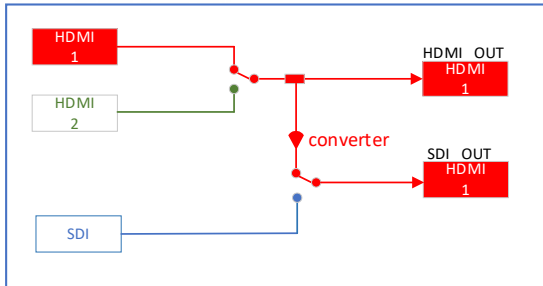 HDMI
1
HDMI OUT
HDMI
1
HDMI
2
converter
SDI OUT
HDMI
1
SDI